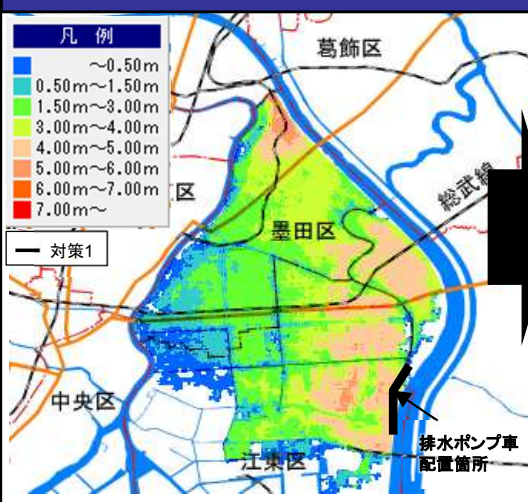 凡 例
～0.50m
0.50m～1.50m
1.50m～3.00m
3.00m～4.00m
4.00m～5.00m
5.00m～6.00m
6.00m～7.00m
7.00m～
対策1
葛飾区
区
総武線
墨田区
中央区
江東区
排水ポンプ車
配置箇所